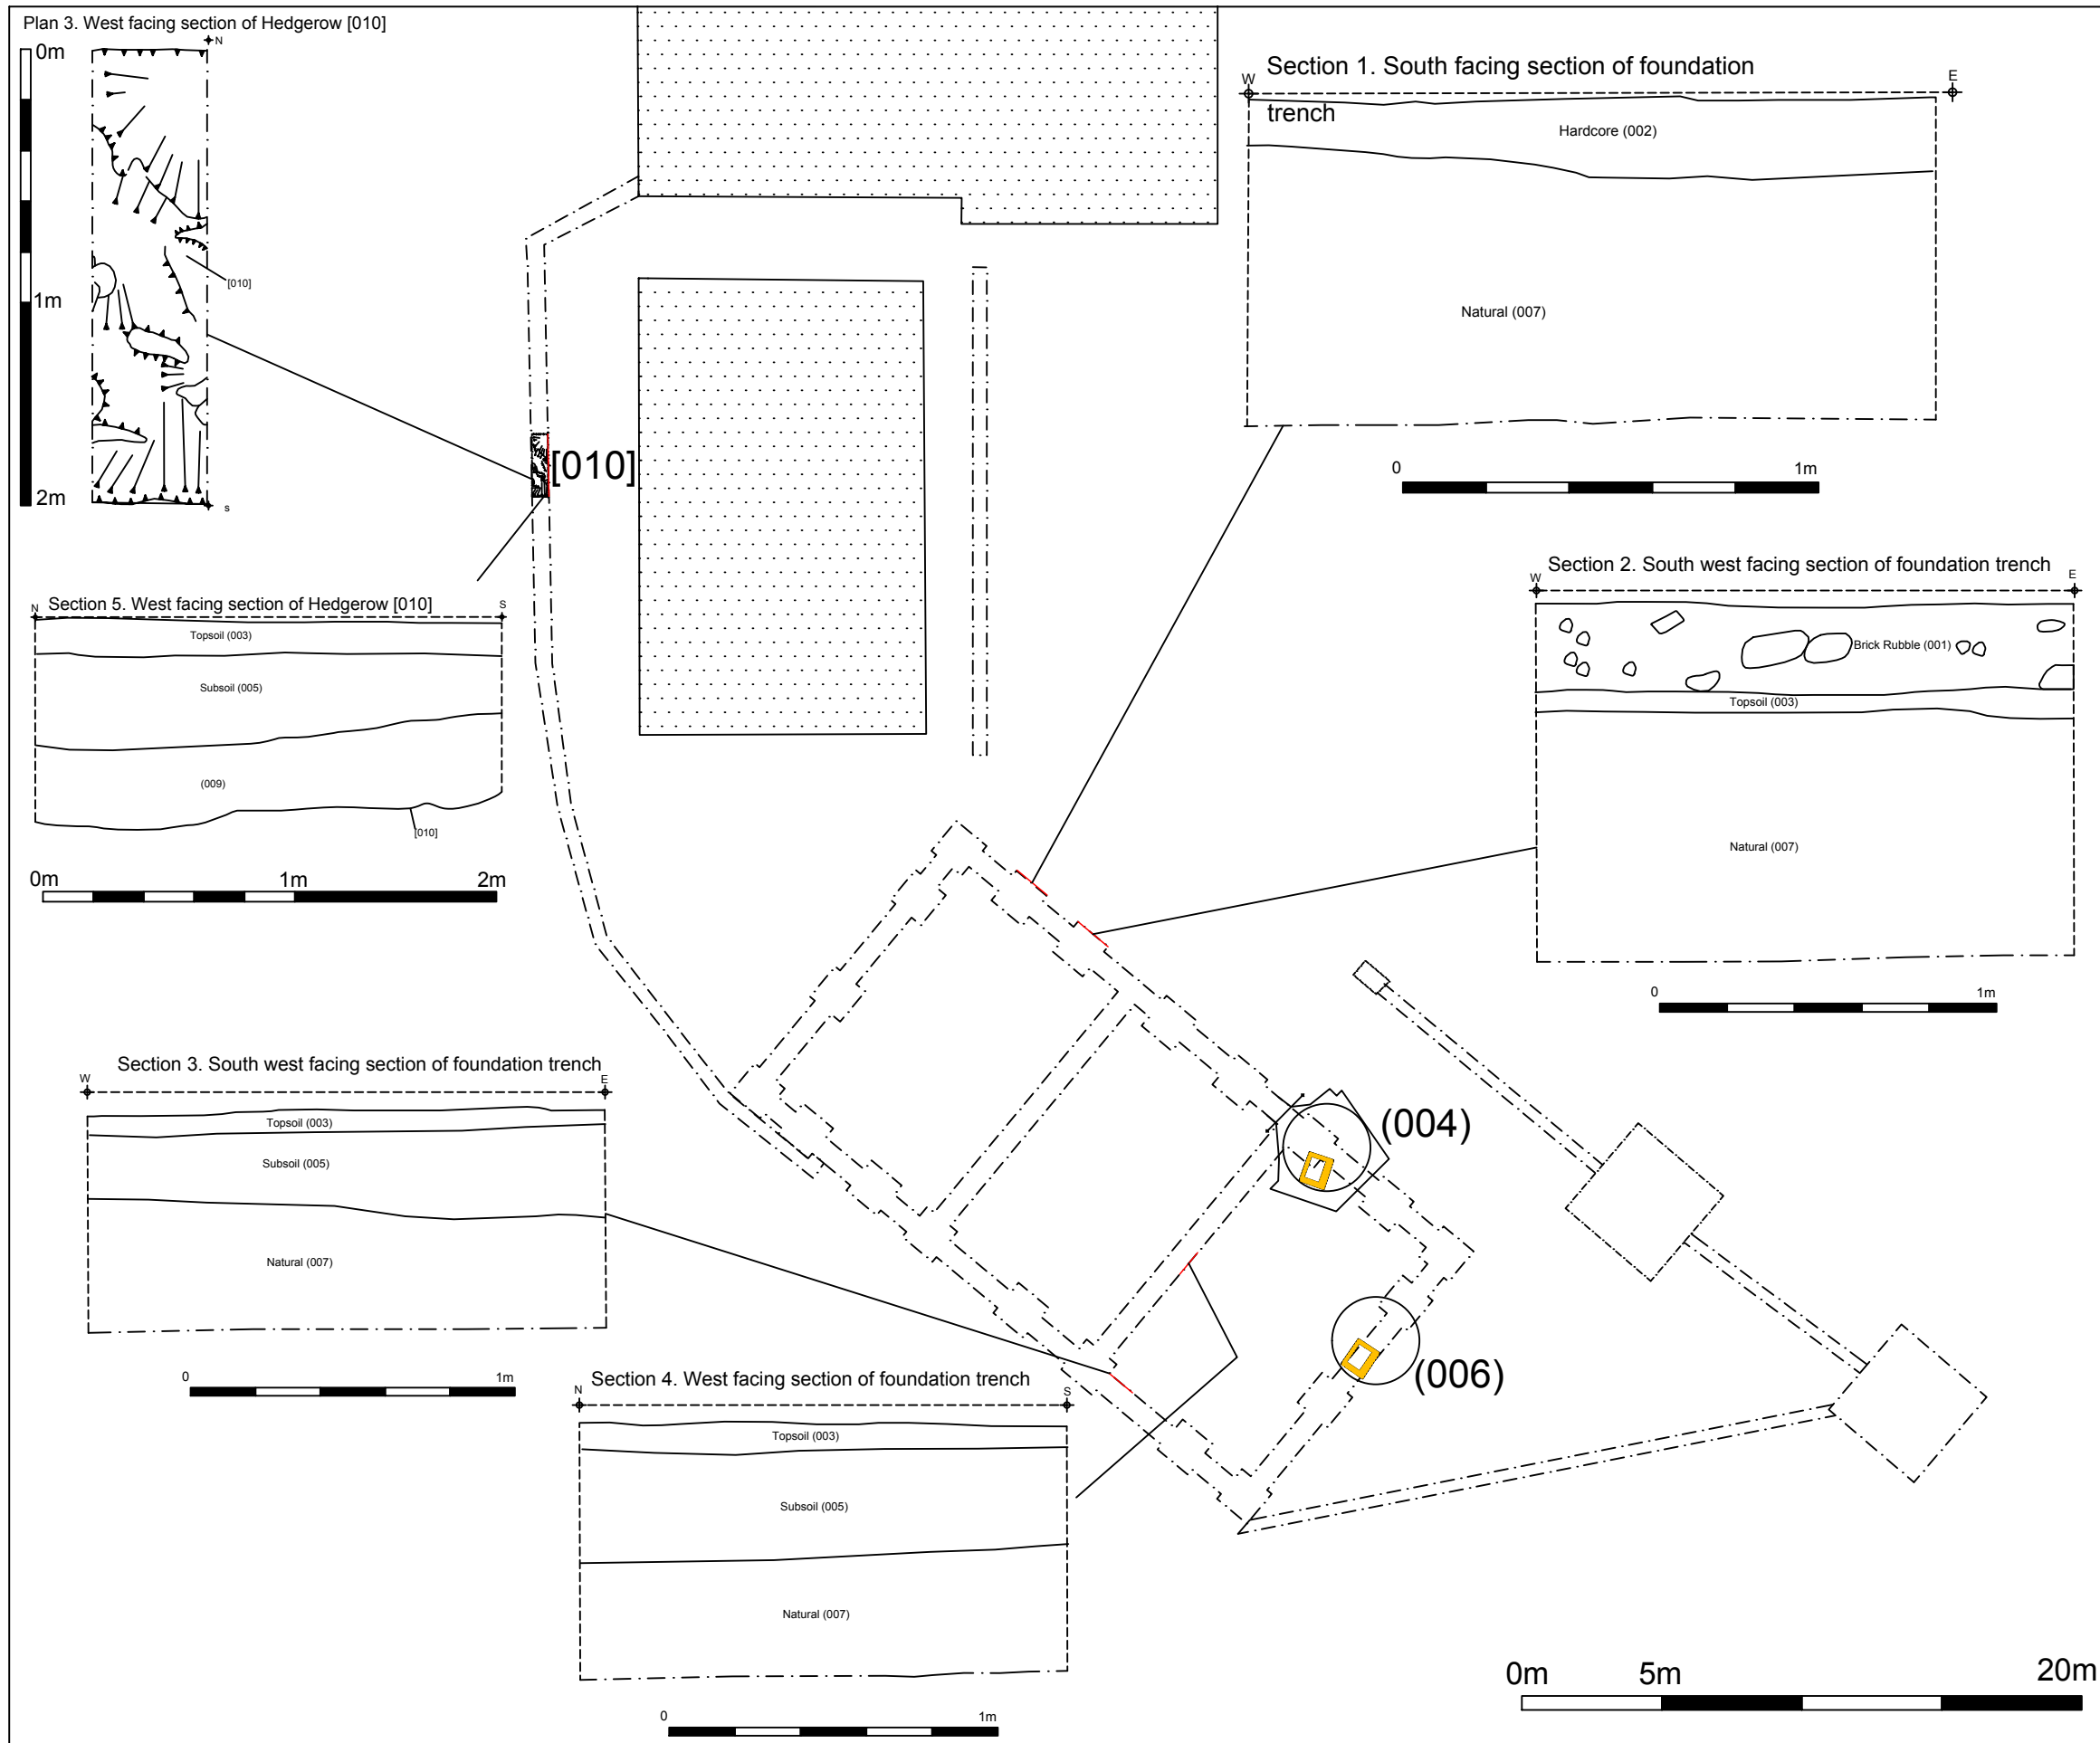 Plan 3. West facing section of Hedgerow [010]
N
0m
[010]
1m
2m
s
Section 1. South facing section of foundation
trench
W
E
Hardcore (002)
Natural (007)
0
1m
[010]
Section 2. South west facing section of foundation trench
W
E
Brick Rubble (001)
Topsoil (003)
Natural (007)
0
1m
Section 5. West facing section of Hedgerow [010]
N
S
Topsoil (003)
Subsoil (005)
(009)
[010]
0m
1m
2m
Section 3. South west facing section of foundation trench
W
E
Topsoil (003)
Subsoil (005)
Natural (007)
0
1m
(004)
(006)
Section 4. West facing section of foundation trench
N
S
Topsoil (003)
Subsoil (005)
Natural (007)
0
1m
0m
5m
20m